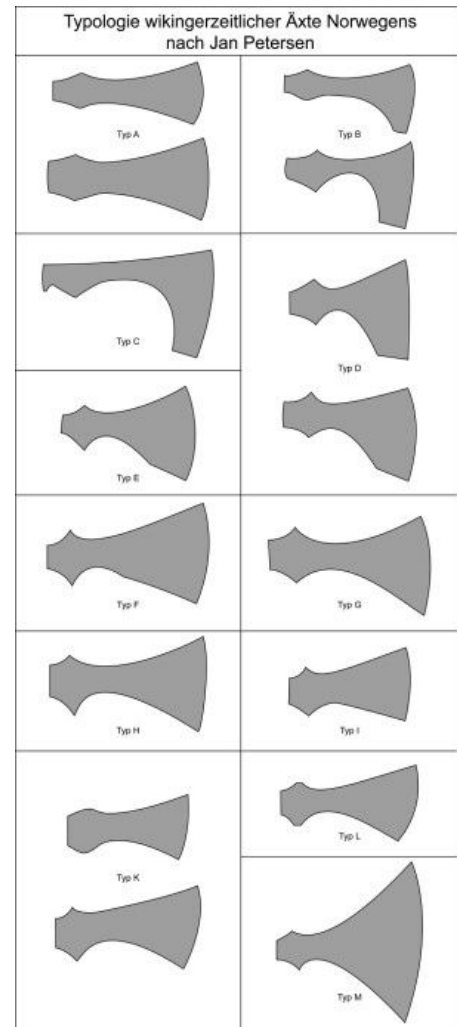 Typologie wikingerzeitlicher Äxte Norwegens
nach Jan Petersen
Typ A
Typ B
Typ C
Typ D
Typ E
Typ F
Typ G
Typ H
Typ I
Typ K
Typ L
Typ M